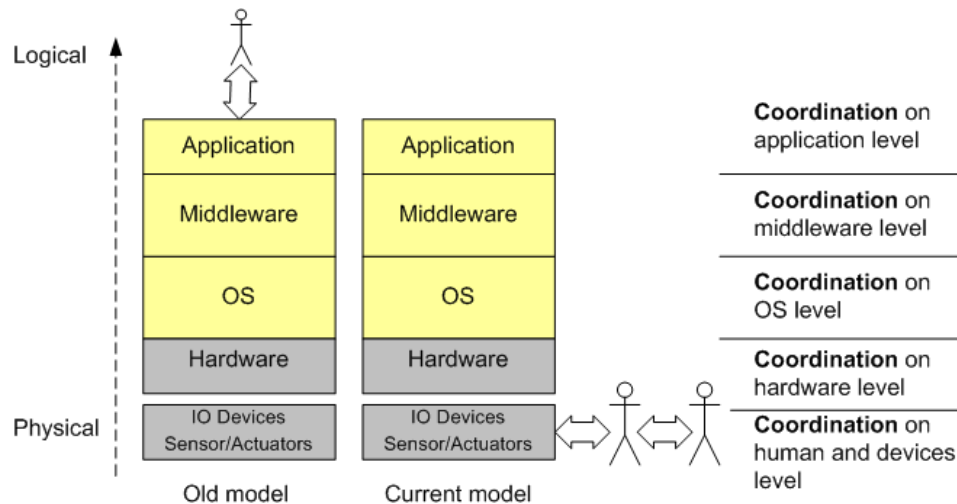 Logical
Application
Middleware
OS
Hardware
IO Devices
Sensor/Actuators
Physical
Old model
Application
Middleware
OS
Hardware
IO Devices
Sensor/Actuators
Current model
Coordination on
application level
Coordination on
middleware level
Coordination on
OS level
Coordination on
hardware level
Coordination on
human and devices
level